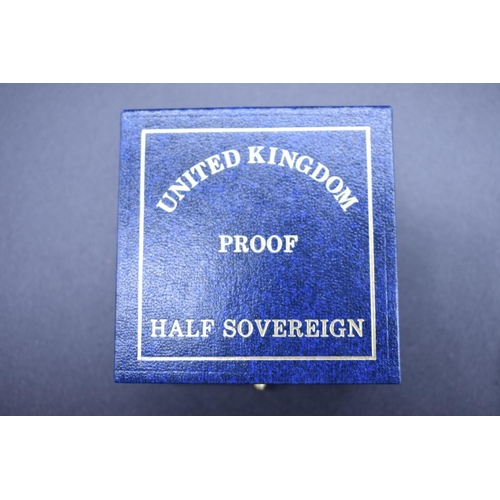 UNITED KINGDOM
PROOF
HALF SOVEREIGN